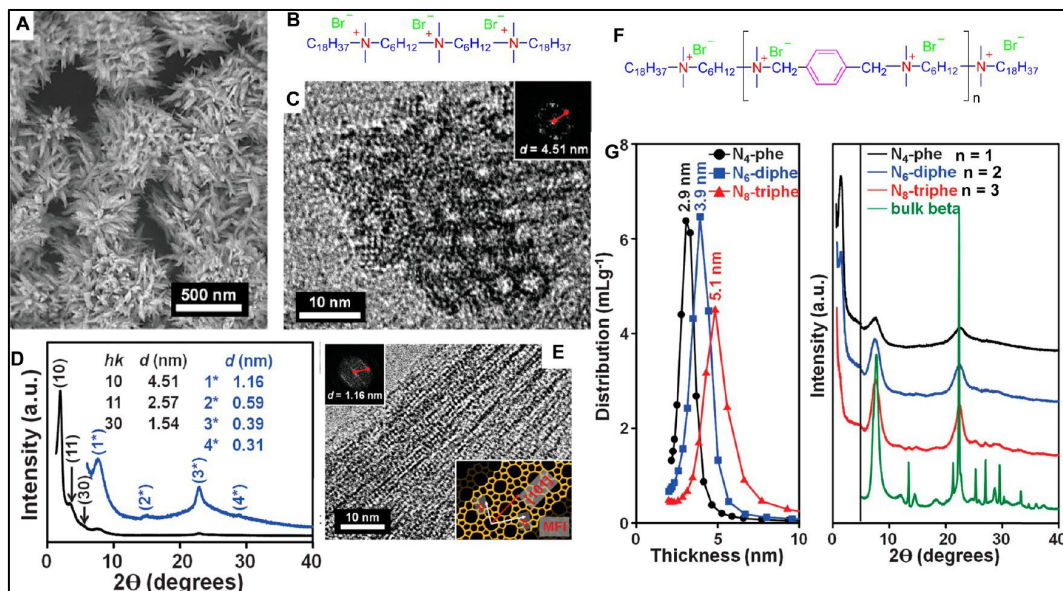 A
500 nm
B
Br⁻ Br⁻ Br⁻
C₁₈H₃₇-N⁺-C₆H₁₂-N⁺-C₆H₁₂-N⁺-C₁₈H₃₇
C
d = 4.51 nm
10 nm
D
Intensity (a.u.)
(10)
(11)
(30)
hk d (nm)
10 4.51
11 2.57
30 1.54
d (nm)
1* 1.16
2* 0.59
3* 0.39
4* 0.31
(1*)
(2*)
(3*)
(4*)
0 10 20 30 40
2Θ (degrees)
E
d = 1.16 nm
10 nm
[101]
MFI
F
Br⁻ Br⁻ Br⁻ Br⁻
C₁₈H₃₇-N⁺-C₆H₁₂-[N⁺-CH₂-CH₂-N⁺-C₆H₁₂]n-N⁺-C₁₈H₃₇
G
Distribution (mLg⁻¹)
8
6
4
2
0
2.9 nm
3.9 nm
5.1 nm
N₄-phe
N₆-diphe
N₈-triphe
0 5 10
Thickness (nm)
Intensity (a.u.)
N₄-phe n = 1
N₆-diphe n = 2
N₈-triphe n = 3
bulk beta
10 20 30 40
2Θ (degrees)